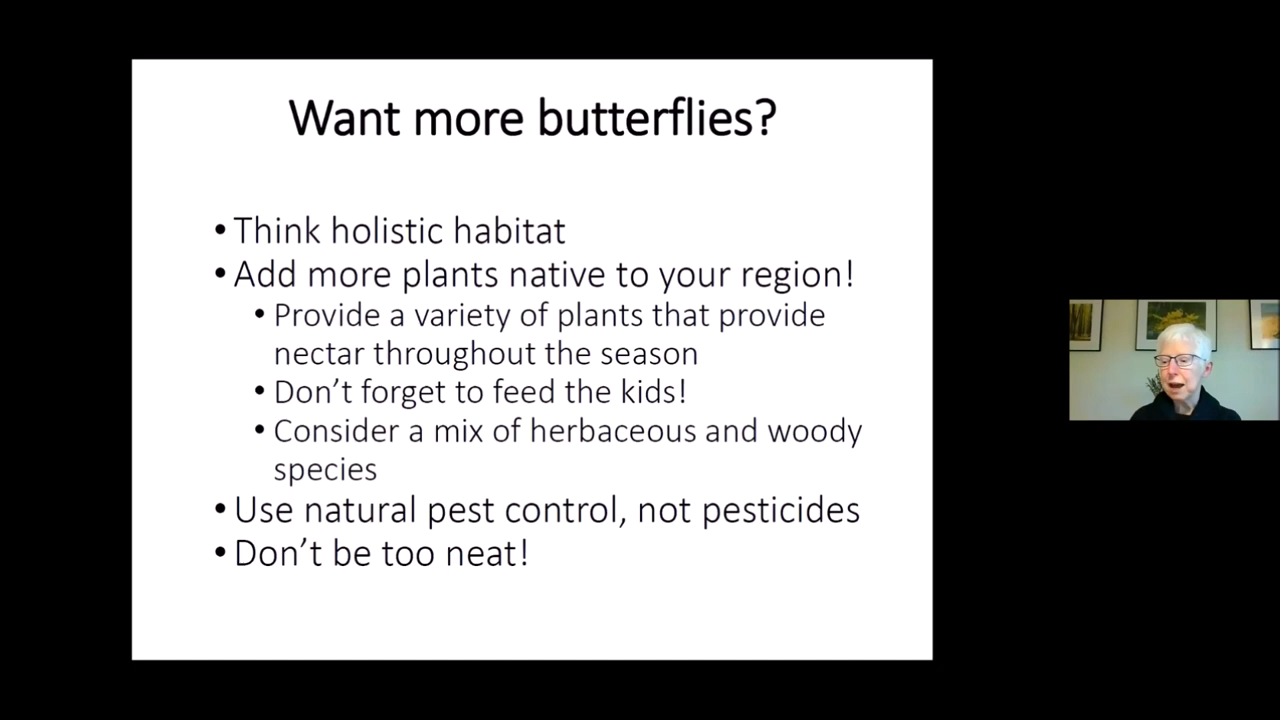 Want more butterflies?
• Think holistic habitat
• Add more plants native to your region!
• Provide a variety of plants that provide
nectar throughout the season
• Don’t forget to feed the kids!
• Consider a mix of herbaceous and woody
species
• Use natural pest control, not pesticides
• Don’t be too neat!